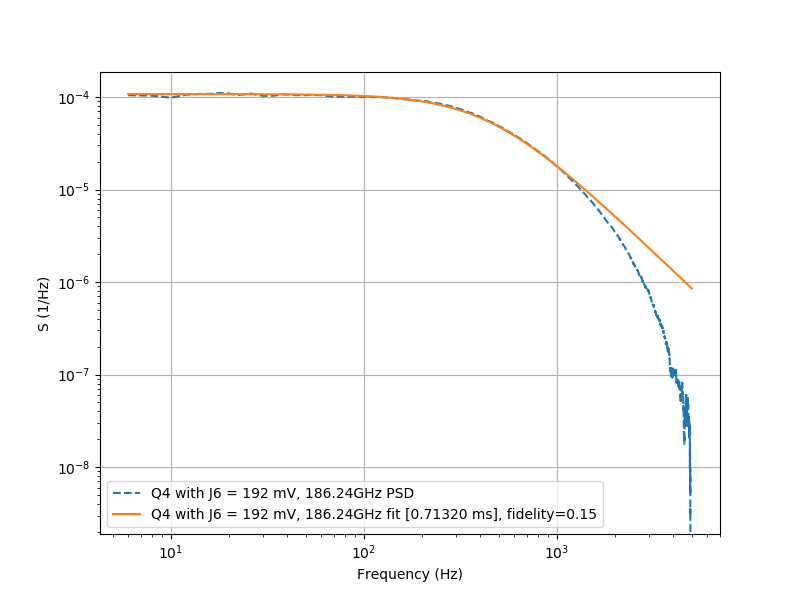 10⁻⁴
10⁻⁵
10⁻⁶
10⁻⁷
10⁻⁸
S (1/Hz)
Q4 with J6 = 192 mV, 186.24GHz PSD
Q4 with J6 = 192 mV, 186.24GHz fit [0.71320 ms], fidelity=0.15
10¹
10²
10³
Frequency (Hz)